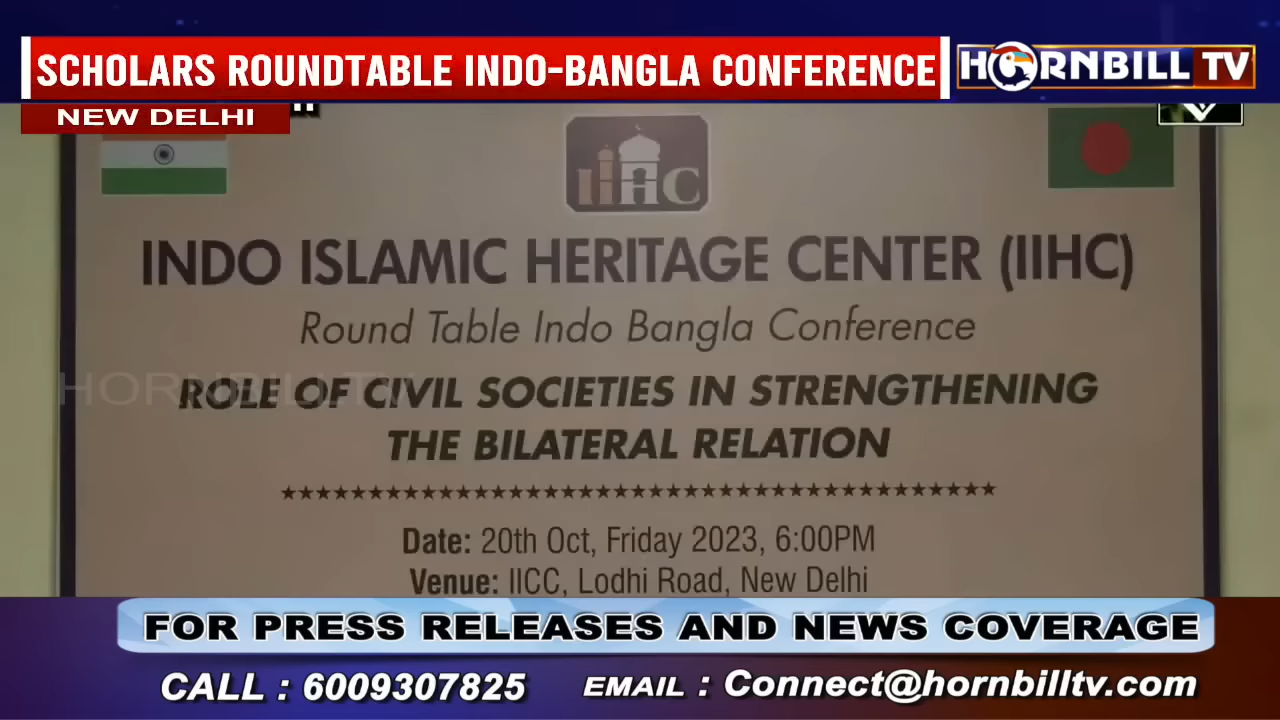 SCHOLARS ROUNDTABLE INDO-BANGLA CONFERENCE
HORNBILL TV
NEW DELHI
IIHC
INDO ISLAMIC HERITAGE CENTER (IIHC)
Round Table Indo Bangla Conference
HORNBILL TV
ROLE OF CIVIL SOCIETIES IN STRENGTHENING
THE BILATERAL RELATION
★★★★★★★★★★★★★★★★★★★★★★★★★★★★★★★★★★★★★★★★★
Date: 20th Oct, Friday 2023, 6:00PM
Venue: IICC, Lodhi Road, New Delhi
FOR PRESS RELEASES AND NEWS COVERAGE
CALL : 6009307825
EMAIL : Connect@hornbilltv.com